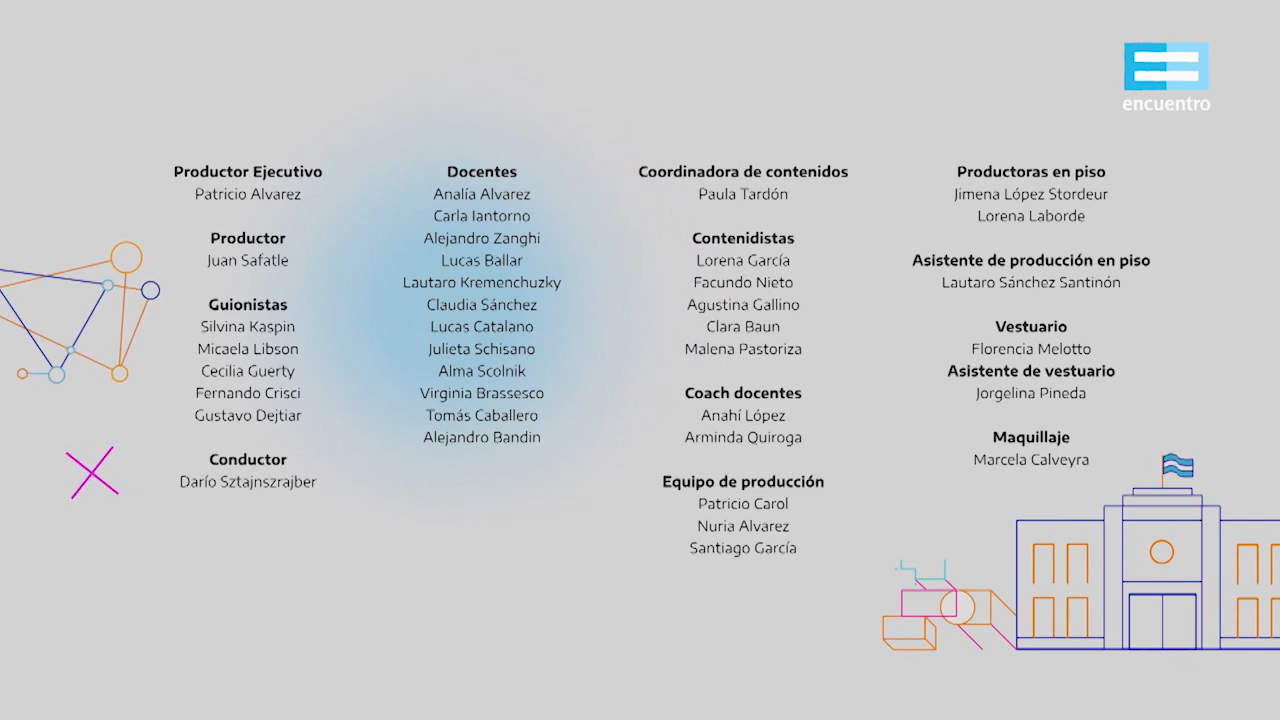 encuentro
Productor Ejecutivo
Patricio Alvarez
Productor
Juan Safatle
Guionistas
Silvina Kaspin
Micaela Libson
Cecilia Guerty
Fernando Crisci
Gustavo Dejtiar
Conductor
Darío Sztajnszrajber
Docentes
Analía Alvarez
Carla Iantorno
Alejandro Zanghi
Lucas Ballar
Lautaro Kremenchuzky
Claudia Sánchez
Lucas Catalano
Julieta Schisano
Alma Scolnik
Virginia Brassesco
Tomás Caballero
Alejandro Bandin
Coordinadora de contenidos
Paula Tardón
Contenidistas
Lorena García
Facundo Nieto
Agustina Gallino
Clara Baun
Malena Pastoriza
Coach docentes
Anahí López
Arminda Quiroga
Equipo de producción
Patricio Carol
Nuria Alvarez
Santiago García
Productoras en piso
Jimena López Stordeur
Lorena Laborde
Asistente de producción en piso
Lautaro Sánchez Santinón
Vestuario
Florencia Melotto
Asistente de vestuario
Jorgelina Pineda
Maquillaje
Marcela Calveyra